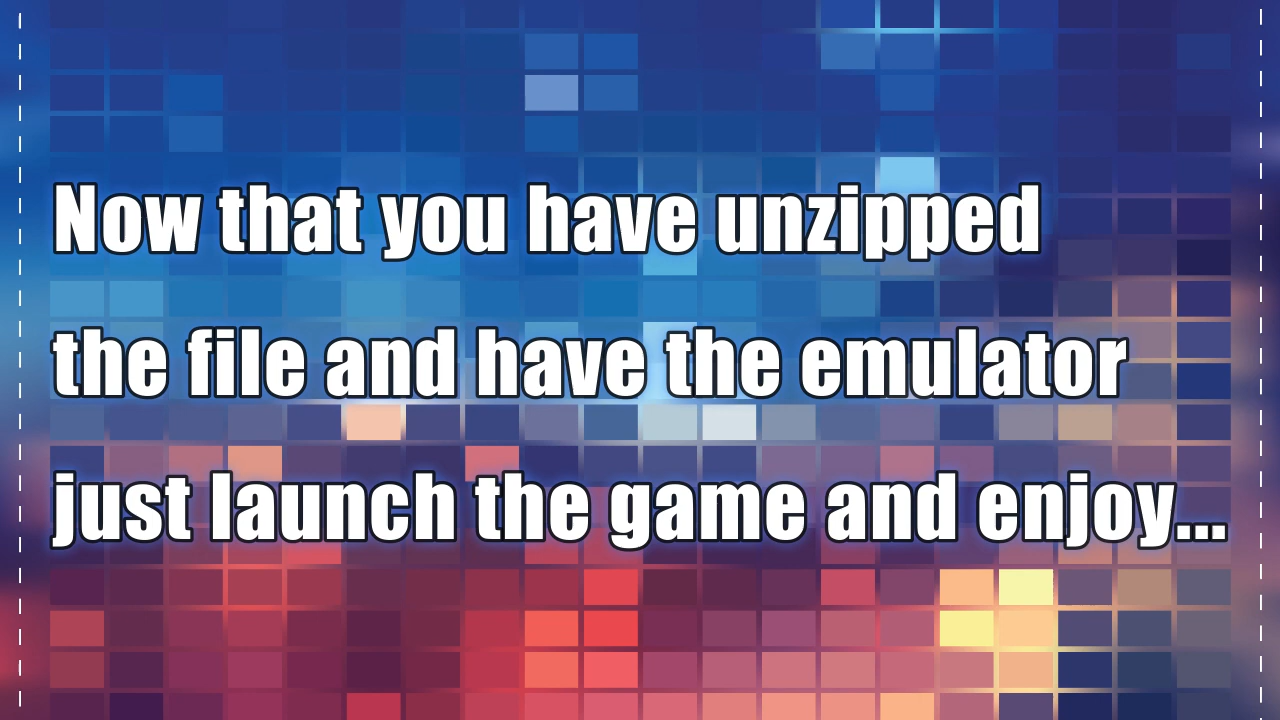 Now that you have unzipped
the file and have the emulator
just launch the game and enjoy...